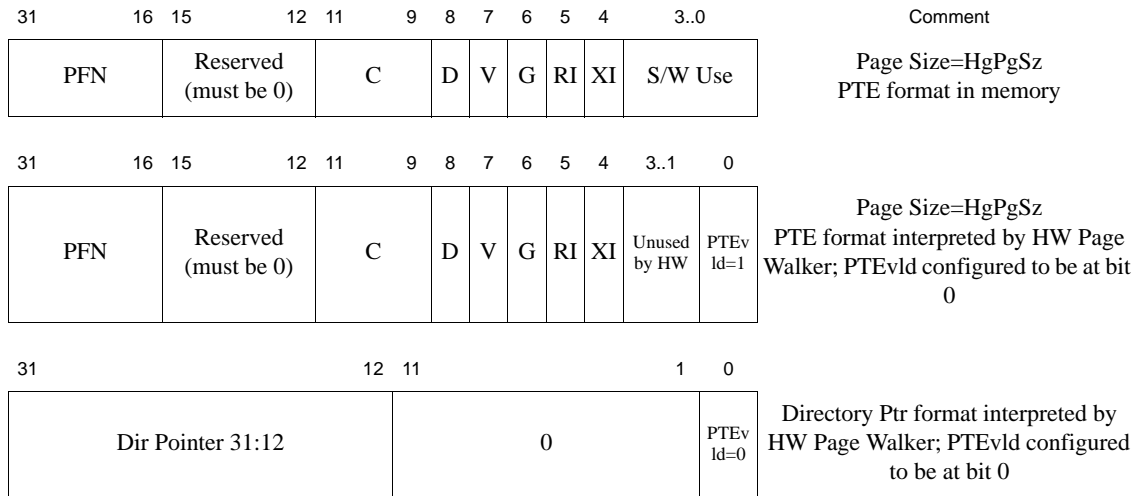 31 16 15 12 11 9 8 7 6 5 4 3..0 Comment
PFN Reserved (must be 0) C D V G RI XI S/W Use Page Size=HgPgSz
PTE format in memory
31 16 15 12 11 9 8 7 6 5 4 3..1 0
PFN Reserved (must be 0) C D V G RI XI Unused by HW PTEv ld=1 Page Size=HgPgSz
PTE format interpreted by HW Page
Walker; PTEvld configured to be at bit
0
31 12 11 1 0
Dir Pointer 31:12 0 PTEv ld=0 Directory Ptr format interpreted by
HW Page Walker; PTEvld configured
to be at bit 0